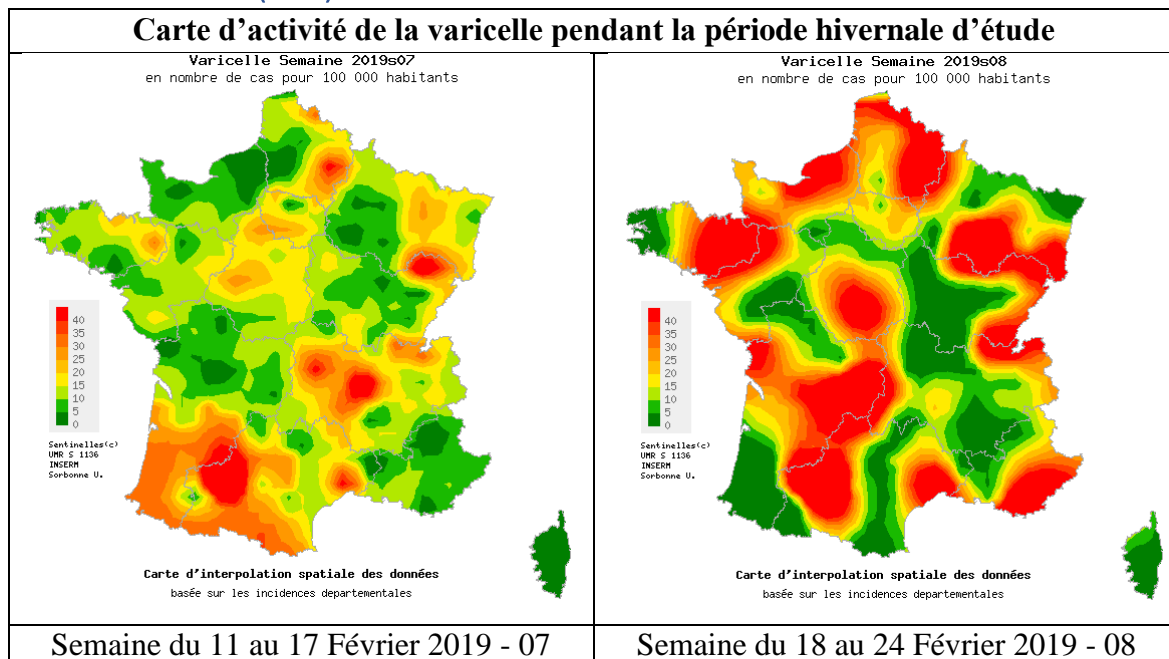 Carte d’activité de la varicelle pendant la période hivernale d’étude
Varicelle Semaine 2019s07
en nombre de cas pour 100 000 habitants
40
35
30
25
20
15
10
5
0
Sentinelles(c)
UMR S 1136
INSERM
Sorbonne U.
Carte d'interpolation spatiale des données
basée sur les incidences departementales
Semaine du 11 au 17 Février 2019 - 07
Varicelle Semaine 2019s08
en nombre de cas pour 100 000 habitants
40
35
30
25
20
15
10
5
0
Sentinelles(c)
UMR S 1136
INSERM
Sorbonne U.
Carte d'interpolation spatiale des données
basée sur les incidences departementales
Semaine du 18 au 24 Février 2019 - 08